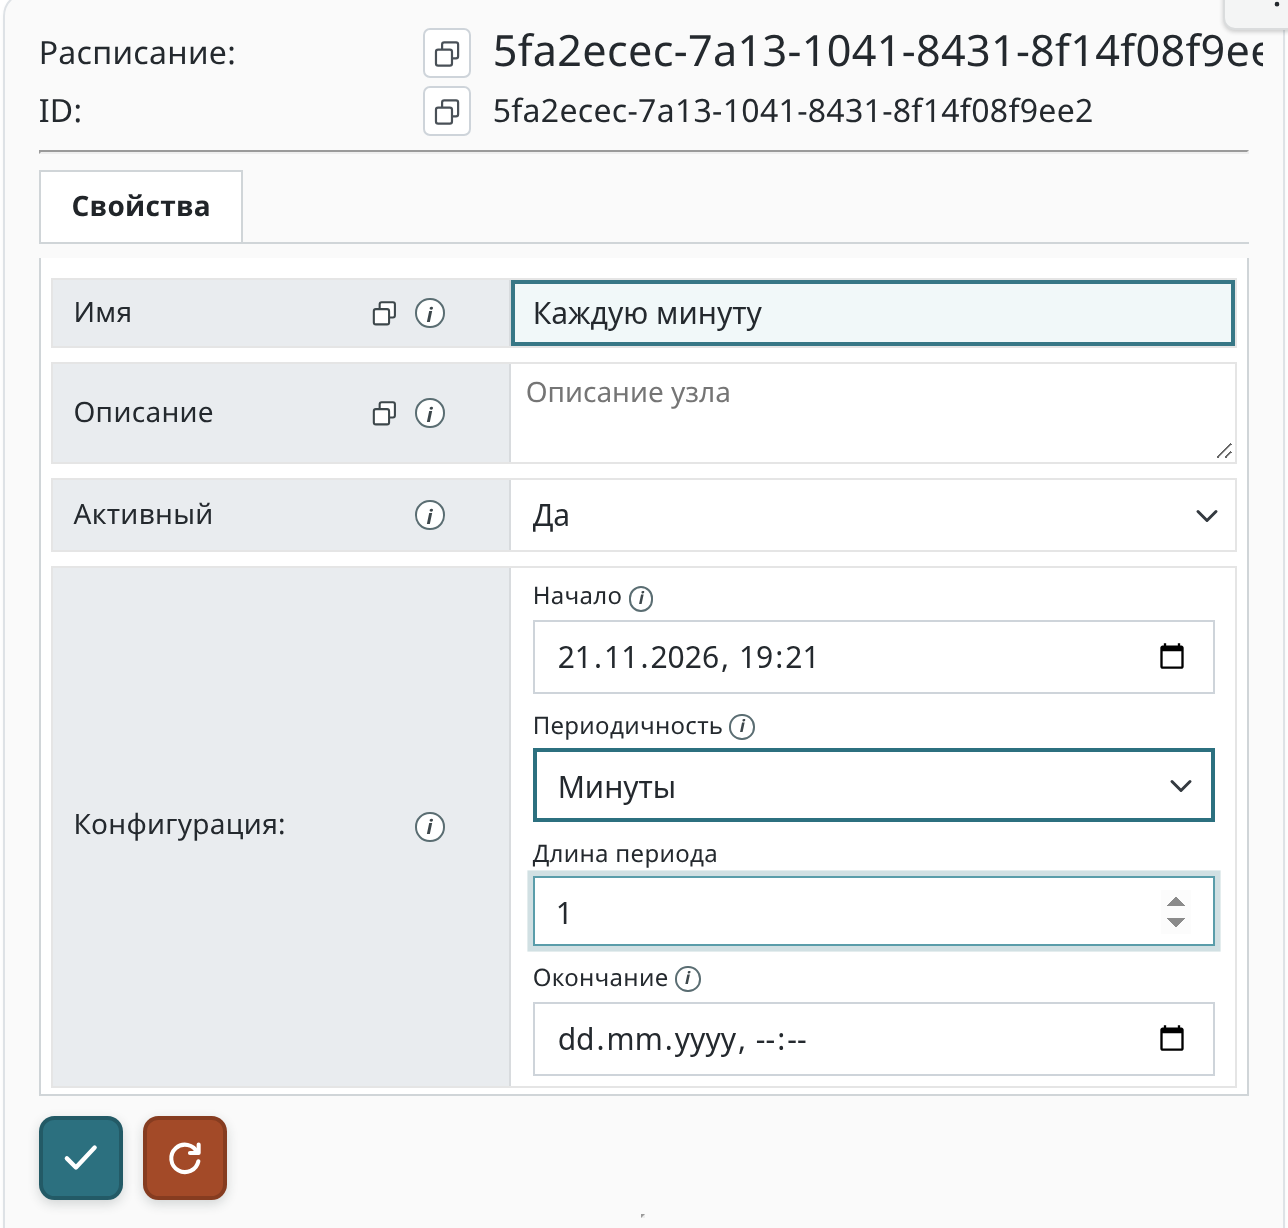 Расписание: 5fa2ecec-7a13-1041-8431-8f14f08f9ee
ID: 5fa2ecec-7a13-1041-8431-8f14f08f9ee2
Свойства
Имя Каждую минуту
Описание Описание узла
Активный Да
Конфигурация:
Начало
21.11.2026, 19:21
Периодичность
Минуты
Длина периода
1
Окончание
dd.mm.yyyy, --:--